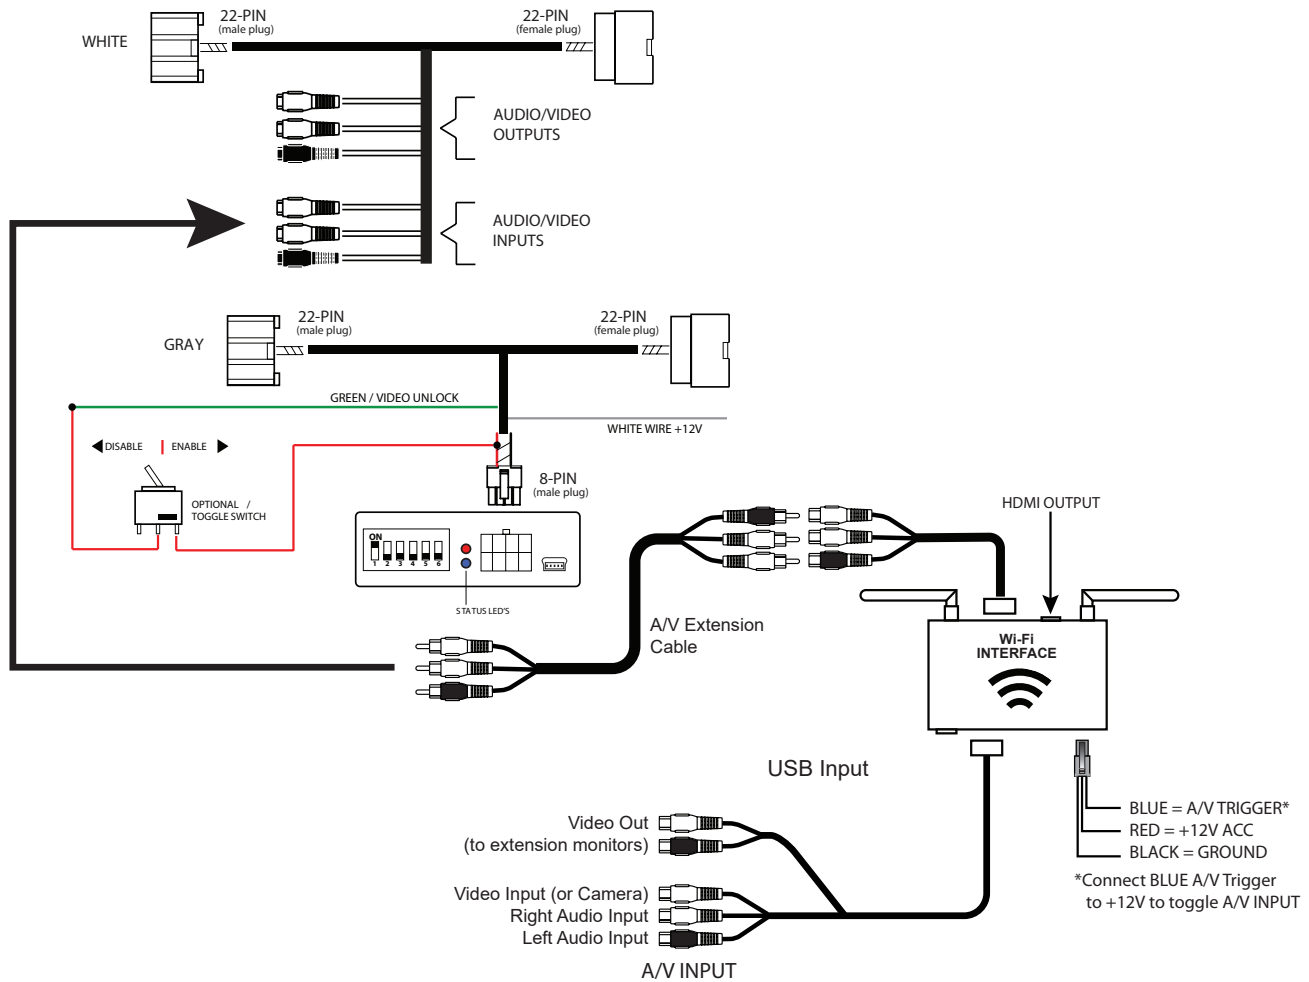 22-PIN
(male plug)
22-PIN
(female plug)
WHITE
AUDIO/VIDEO
OUTPUTS
AUDIO/VIDEO
INPUTS
22-PIN
(male plug)
22-PIN
(female plug)
GRAY
GREEN / VIDEO UNLOCK
WHITE WIRE +12V
DISABLE | ENABLE
8-PIN
(male plug)
OPTIONAL /
TOGGLE SWITCH
HDMI OUTPUT
ON
1 2 3 4 5 6
STATUS LED'S
A/V Extension
Cable
Wi-Fi
INTERFACE
USB Input
BLUE = A/V TRIGGER*
RED = +12V ACC
BLACK = GROUND
*Connect BLUE A/V Trigger
to +12V to toggle A/V INPUT
Video Out
(to extension monitors)
Video Input (or Camera)
Right Audio Input
Left Audio Input
A/V INPUT